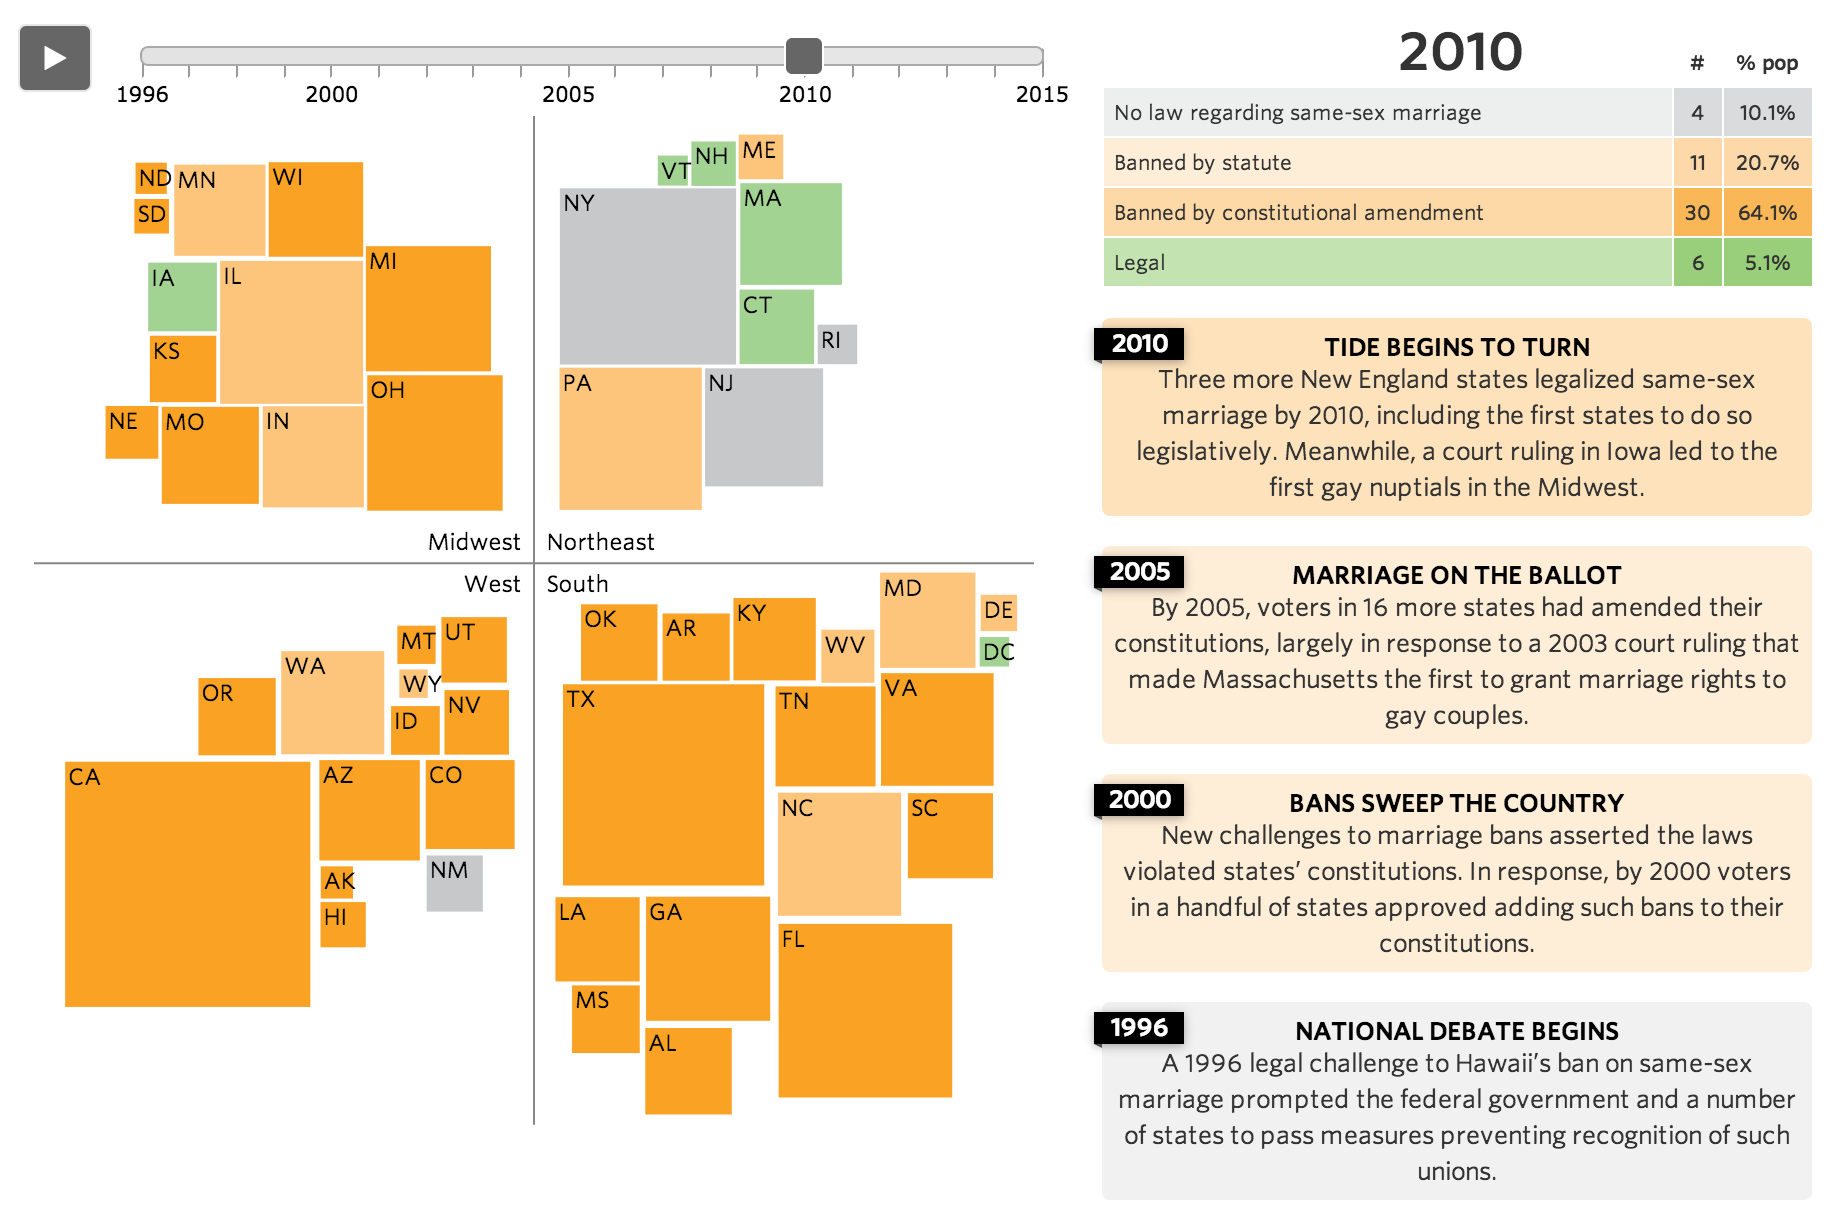 1996 2000 2005 2010 2015
ND MN WI
SD
IA IL MI
KS
OH
NE MO IN
Midwest
VT NH ME
NY MA
CT
RI
PA NJ
Northeast
West
MT UT
WA
WY
OR
ID NV
CA AZ CO
NM
AK
HI
South
MD
DE
OK AR KY
WV
DC
TX TN VA
NC SC
LA GA
FL
MS
AL
2010 # % pop
No law regarding same-sex marriage 4 10.1%
Banned by statute 11 20.7%
Banned by constitutional amendment 30 64.1%
Legal 6 5.1%
2010 TIDE BEGINS TO TURN
Three more New England states legalized same-sex
marriage by 2010, including the first states to do so
legislatively. Meanwhile, a court ruling in Iowa led to the
first gay nuptials in the Midwest.
2005 MARRIAGE ON THE BALLOT
By 2005, voters in 16 more states had amended their
constitutions, largely in response to a 2003 court ruling that
made Massachusetts the first to grant marriage rights to
gay couples.
2000 BANS SWEEP THE COUNTRY
New challenges to marriage bans asserted the laws
violated states’ constitutions. In response, by 2000 voters
in a handful of states approved adding such bans to their
constitutions.
1996 NATIONAL DEBATE BEGINS
A 1996 legal challenge to Hawaii’s ban on same-sex
marriage prompted the federal government and a number
of states to pass measures preventing recognition of such
unions.